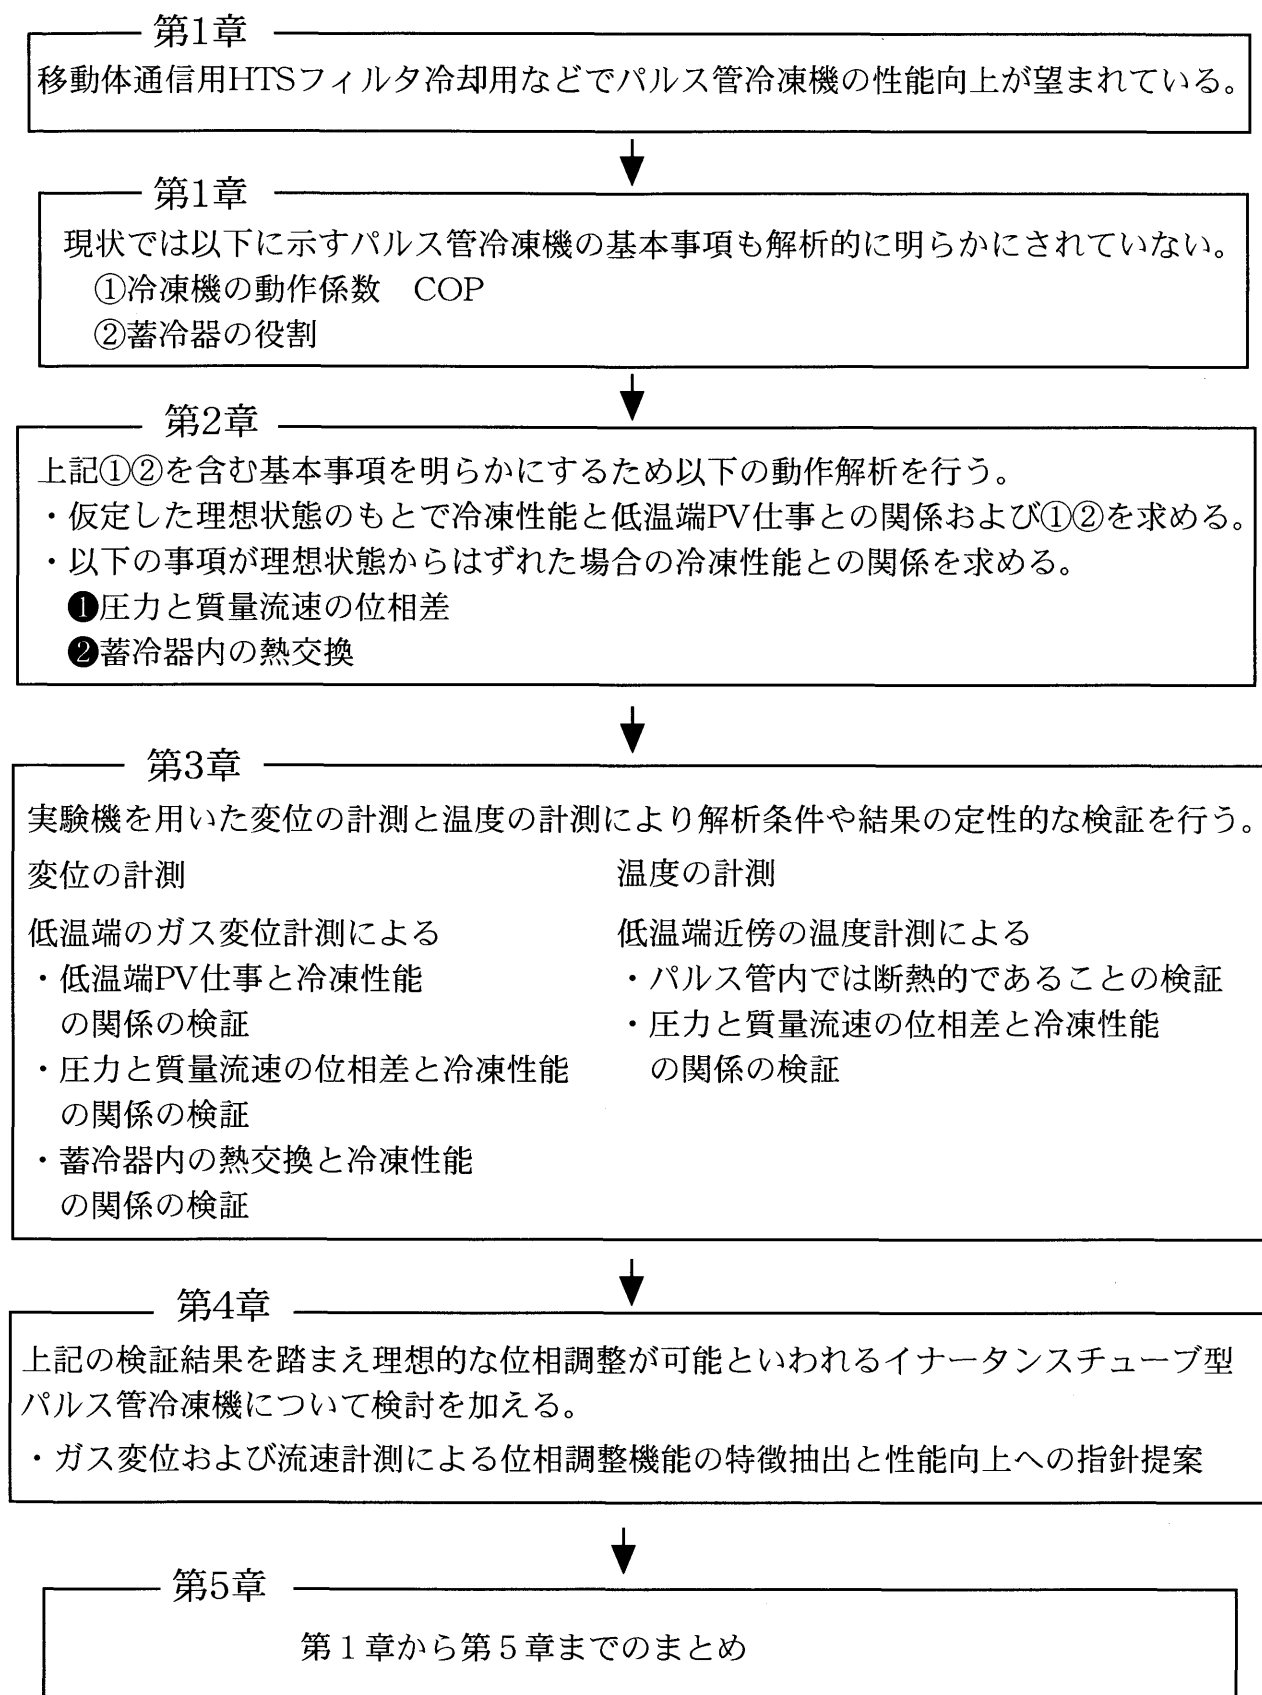 第1章
移動体通信用HTSフィルタ冷却用などでパルス管冷凍機の性能向上が望まれている。
第1章
現状では以下に示すパルス管冷凍機の基本事項も解析的に明らかにされていない。
①冷凍機の動作係数　COP
②蓄冷器の役割
第2章
上記①②を含む基本事項を明らかにするため以下の動作解析を行う。
・仮定した理想状態のもとで冷凍性能と低温端PV仕事との関係および①②を求める。
・以下の事項が理想状態からはずれた場合の冷凍性能との関係を求める。
❶圧力と質量流速の位相差
❷蓄冷器内の熱交換
第3章
実験機を用いた変位の計測と温度の計測により解析条件や結果の定性的な検証を行う。
変位の計測
低温端のガス変位計測による
・低温端PV仕事と冷凍性能
の関係の検証
・圧力と質量流速の位相差と冷凍性能
の関係の検証
・蓄冷器内の熱交換と冷凍性能
の関係の検証
温度の計測
低温端近傍の温度計測による
・パルス管内では断熱的であることの検証
・圧力と質量流速の位相差と冷凍性能
の関係の検証
第4章
上記の検証結果を踏まえ理想的な位相調整が可能といわれるイナータンスチューブ型
パルス管冷凍機について検討を加える。
・ガス変位および流速計測による位相調整機能の特徴抽出と性能向上への指針提案
第5章
第１章から第５章までのまとめ